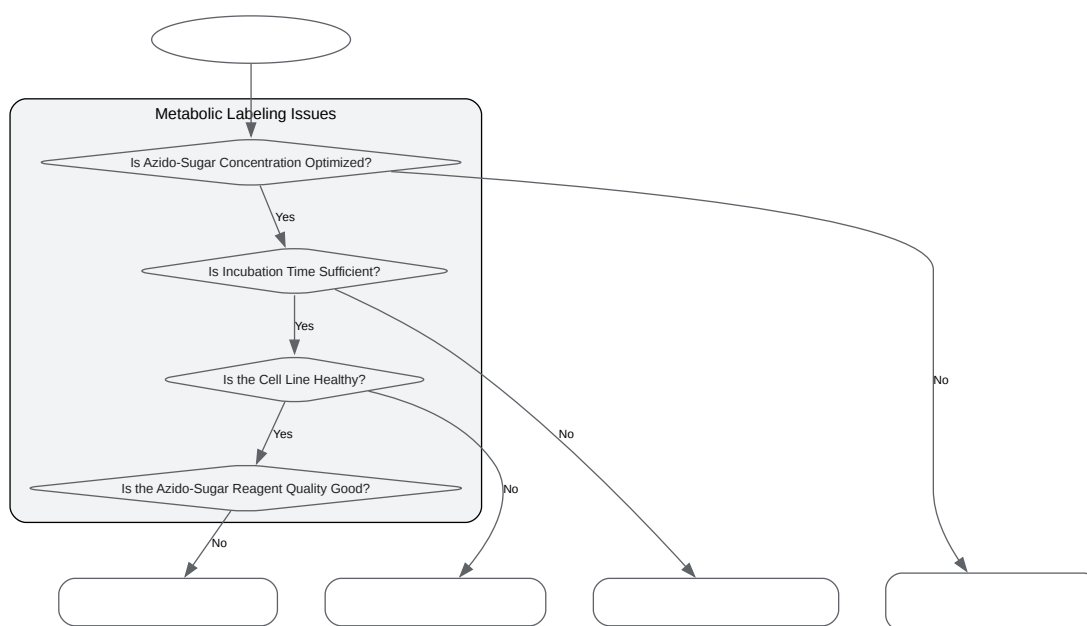 Metabolic Labeling Issues
Is Azido-Sugar Concentration Optimized?
Yes
Is Incubation Time Sufficient?
Yes
Is the Cell Line Healthy?
No
Yes
No
Is the Azido-Sugar Reagent Quality Good?
No
No